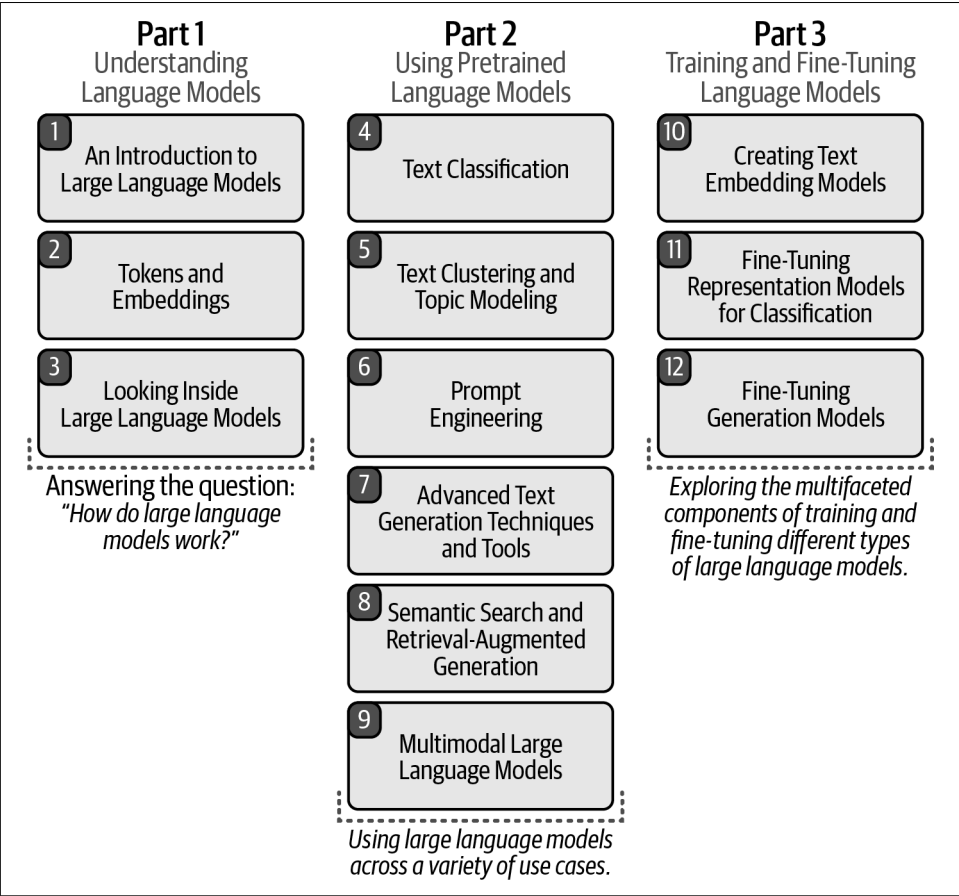 Part 1
Understanding
Language Models
1
An Introduction to
Large Language Models
2
Tokens and
Embeddings
3
Looking Inside
Large Language Models
Answering the question:
“How do large language
models work?”
Part 2
Using Pretrained
Language Models
4
Text Classification
5
Text Clustering and
Topic Modeling
6
Prompt
Engineering
7
Advanced Text
Generation Techniques
and Tools
8
Semantic Search and
Retrieval-Augmented
Generation
9
Multimodal Large
Language Models
Using large language models
across a variety of use cases.
Part 3
Training and Fine-Tuning
Language Models
10
Creating Text
Embedding Models
11
Fine-Tuning
Representation Models
for Classification
12
Fine-Tuning
Generation Models
Exploring the multifaceted
components of training and
fine-tuning different types
of large language models.